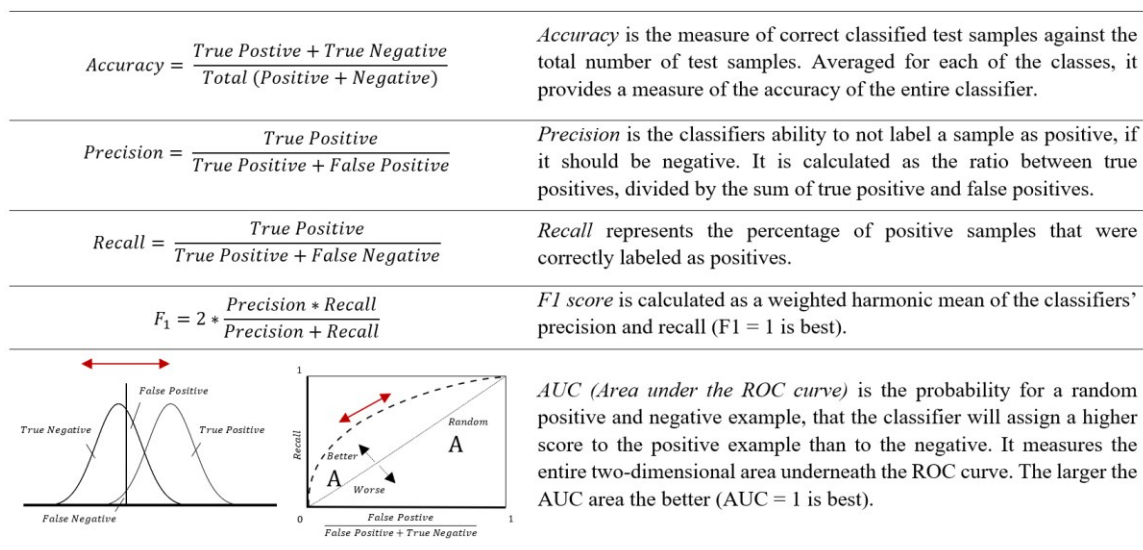 Accuracy = \frac{True Postive + True Negative}{Total (Positive + Negative)}
Accuracy is the measure of correct classified test samples against the
total number of test samples. Averaged for each of the classes, it
provides a measure of the accuracy of the entire classifier.
Precision = \frac{True Positive}{True Positive + False Positive}
Precision is the classifiers ability to not label a sample as positive, if
it should be negative. It is calculated as the ratio between true
positives, divided by the sum of true positive and false positives.
Recall = \frac{True Positive}{True Positive + False Negative}
Recall represents the percentage of positive samples that were
correctly labeled as positives.
F_1 = 2 * \frac{Precision * Recall}{Precision + Recall}
F1 score is calculated as a weighted harmonic mean of the classifiers’
precision and recall (F1 = 1 is best).
False Positive
True Negative
True Positive
False Negative
1
Recall
Random
A
Better
A
Worse
0
1
\frac{False Postive}{False Positive + True Negative}
AUC (Area under the ROC curve) is the probability for a random
positive and negative example, that the classifier will assign a higher
score to the positive example than to the negative. It measures the
entire two-dimensional area underneath the ROC curve. The larger the
AUC area the better (AUC = 1 is best).